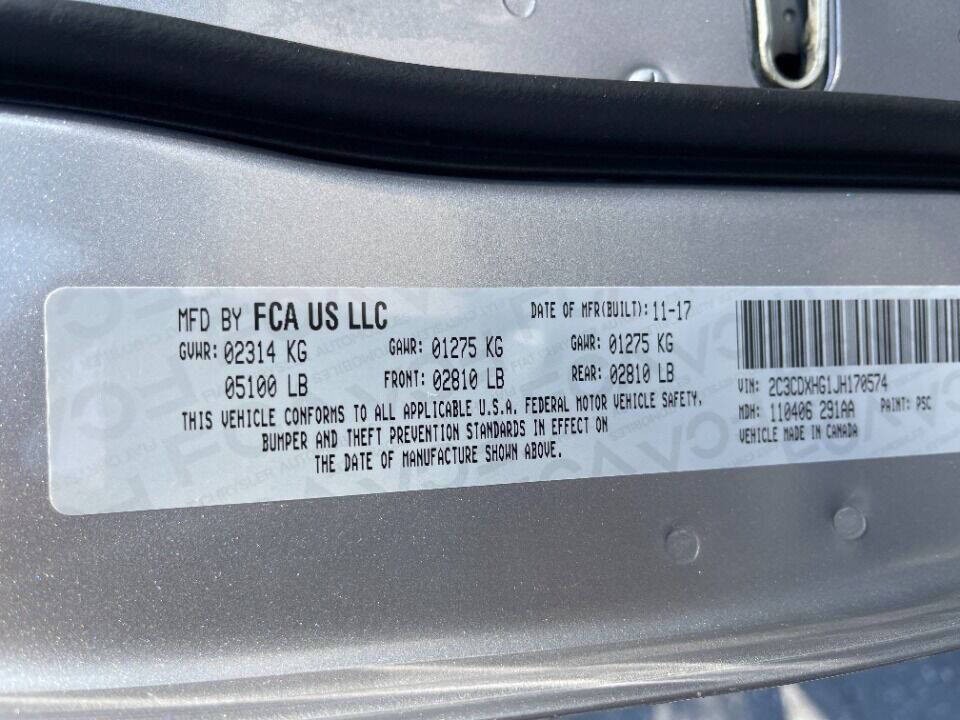 MFD BY FCA US LLC DATE OF MFR(BUILT): 11-17
GVWR: 02314 KG GAWR: 01275 KG GAWR: 01275 KG
05100 LB FRONT: 02810 LB REAR: 02810 LB
THIS VEHICLE CONFORMS TO ALL APPLICABLE U.S.A. FEDERAL MOTOR VEHICLE SAFETY,
BUMPER AND THEFT PREVENTION STANDARDS IN EFFECT ON
THE DATE OF MANUFACTURE SHOWN ABOVE.
VIN: 2C3CDXHG1JH170574
MDH: 110406 291AA PAINT: PSC
VEHICLE MADE IN CANADA